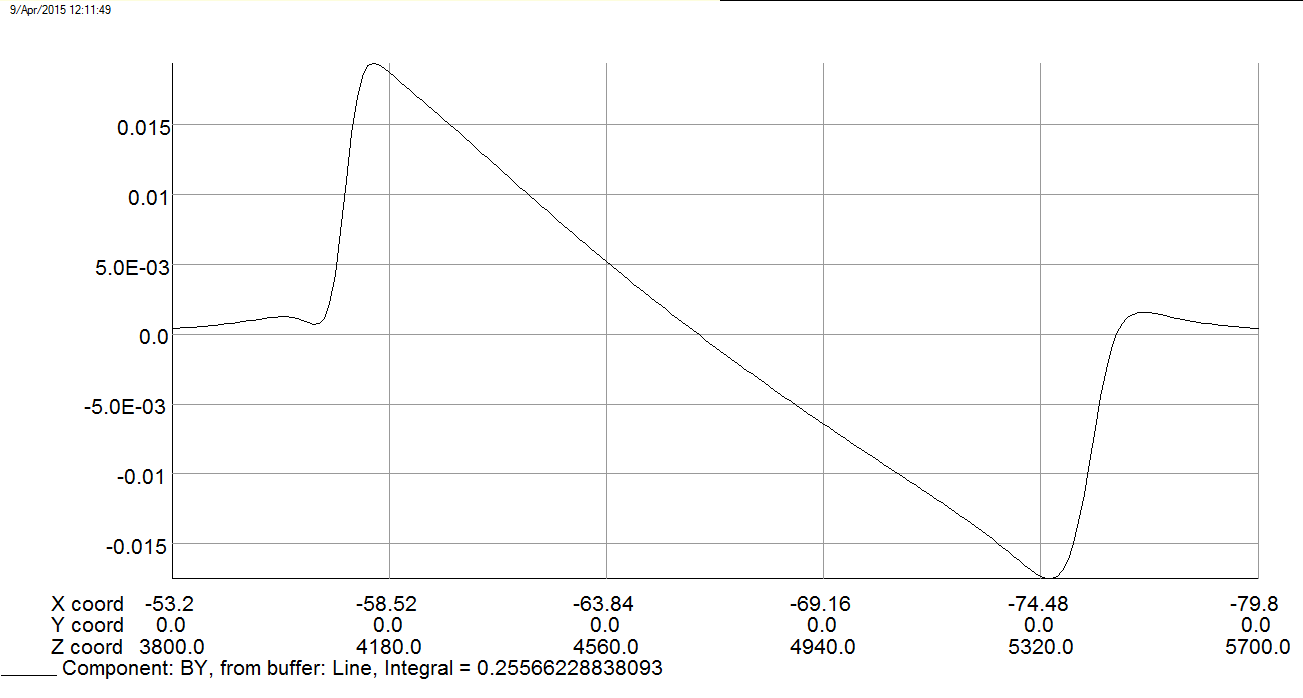 9/Apr/2015 12:11:49
0.015
0.01
5.0E-03
0.0
-5.0E-03
-0.01
-0.015
X coord -53.2 -58.52 -63.84 -69.16 -74.48 -79.8
Y coord 0.0 0.0 0.0 0.0 0.0 0.0
Z coord 3800.0 4180.0 4560.0 4940.0 5320.0 5700.0
Component: BY, from buffer: Line, Integral = 0.25566228838093